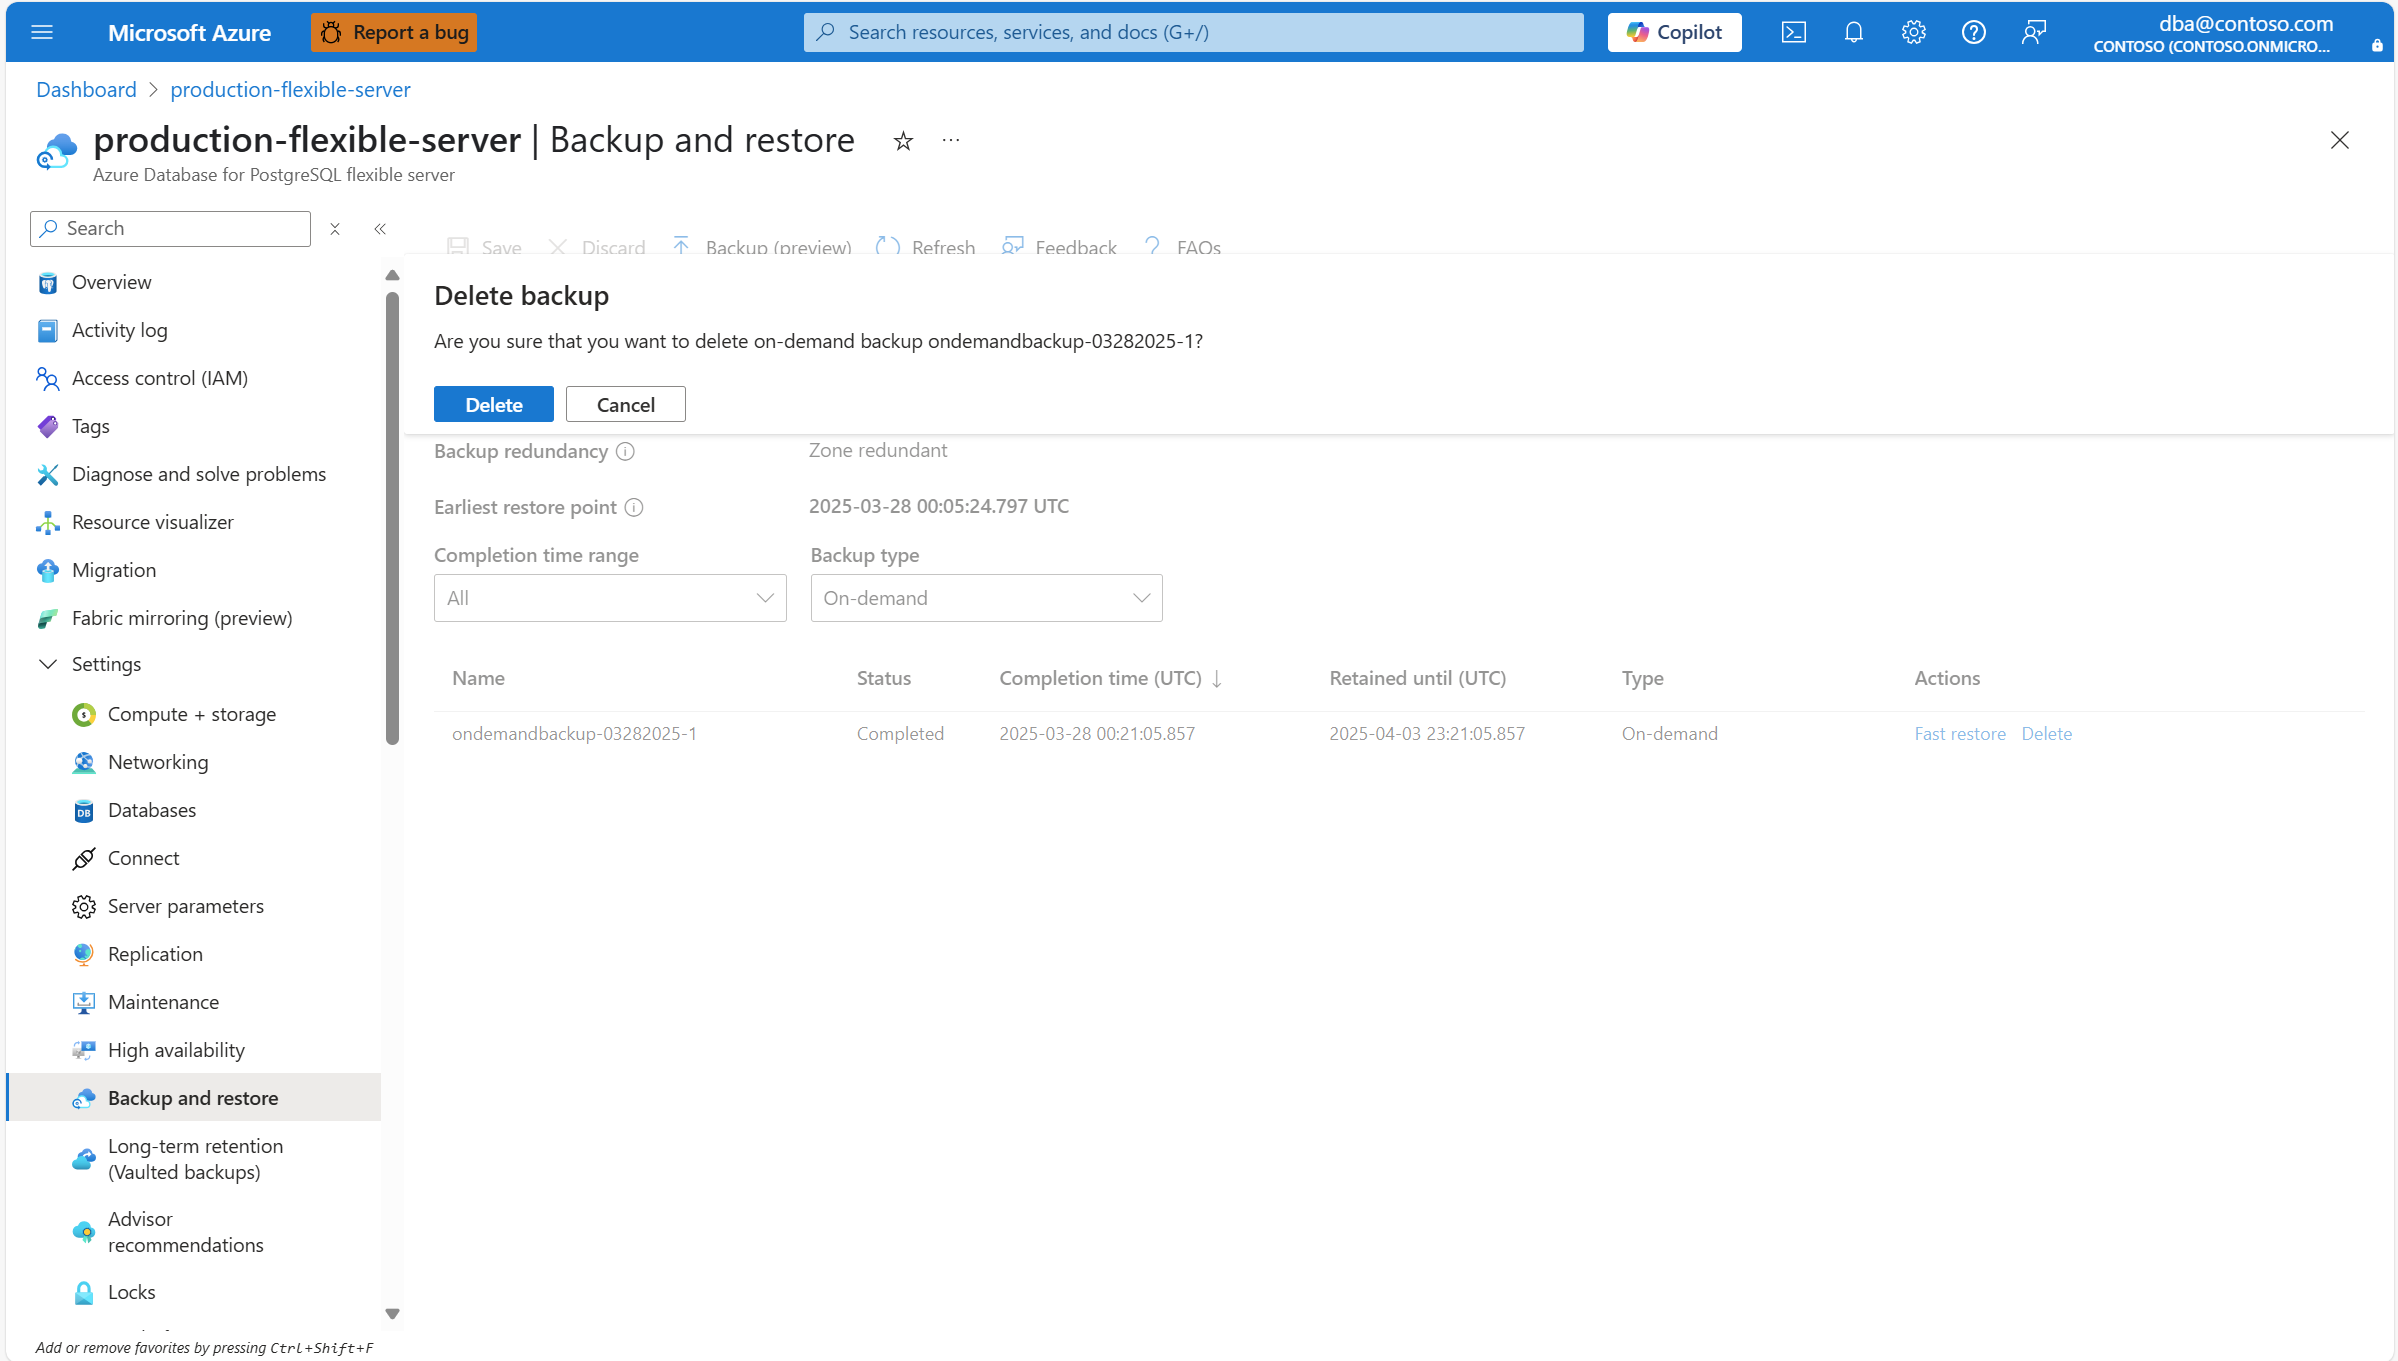 Microsoft Azure
Report a bug
Search resources, services, and docs (G+/)
Copilot
dba@contoso.com
CONTOSO (CONTOSO.ONMICRO...
Dashboard > production-flexible-server
production-flexible-server | Backup and restore
Azure Database for PostgreSQL flexible server
Search
Overview
Activity log
Access control (IAM)
Tags
Diagnose and solve problems
Resource visualizer
Migration
Fabric mirroring (preview)
Settings
Compute + storage
Networking
Databases
Connect
Server parameters
Replication
Maintenance
High availability
Backup and restore
Long-term retention
(Vaulted backups)
Advisor
recommendations
Locks
Add or remove favorites by pressing Ctrl+Shift+F
Save Discard Backup (preview) Refresh Feedback FAQs
Delete backup
Are you sure that you want to delete on-demand backup ondemandbackup-03282025-1?
Delete Cancel
Backup redundancy Zone redundant
Earliest restore point 2025-03-28 00:05:24.797 UTC
Completion time range Backup type
All On-demand
Name Status Completion time (UTC) ↓ Retained until (UTC) Type Actions
ondemandbackup-03282025-1 Completed 2025-03-28 00:21:05.857 2025-04-03 23:21:05.857 On-demand Fast restore Delete